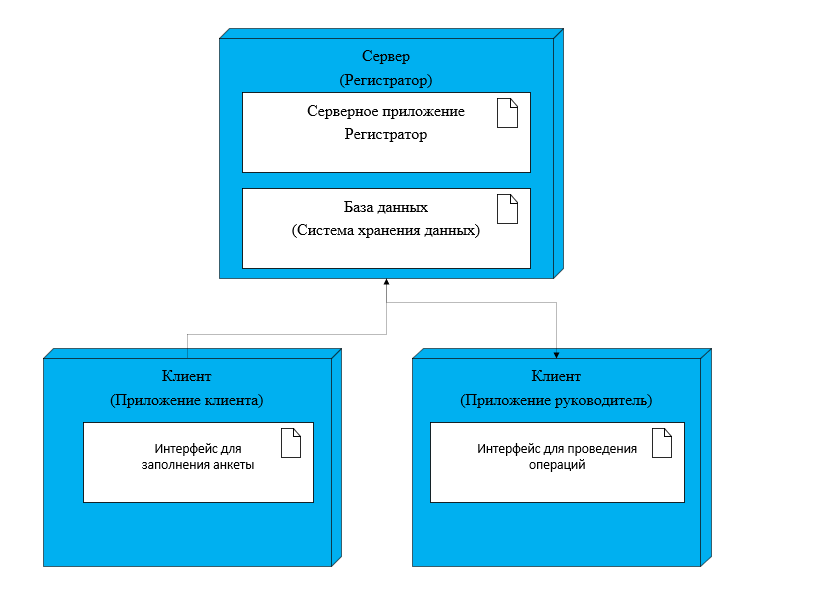 Сервер
(Регистратор)
Серверное приложение
Регистратор
База данных
(Система хранения данных)
Клиент
(Приложение клиента)
Интерфейс для
заполнения анкеты
Клиент
(Приложение руководитель)
Интерфейс для проведения
операций